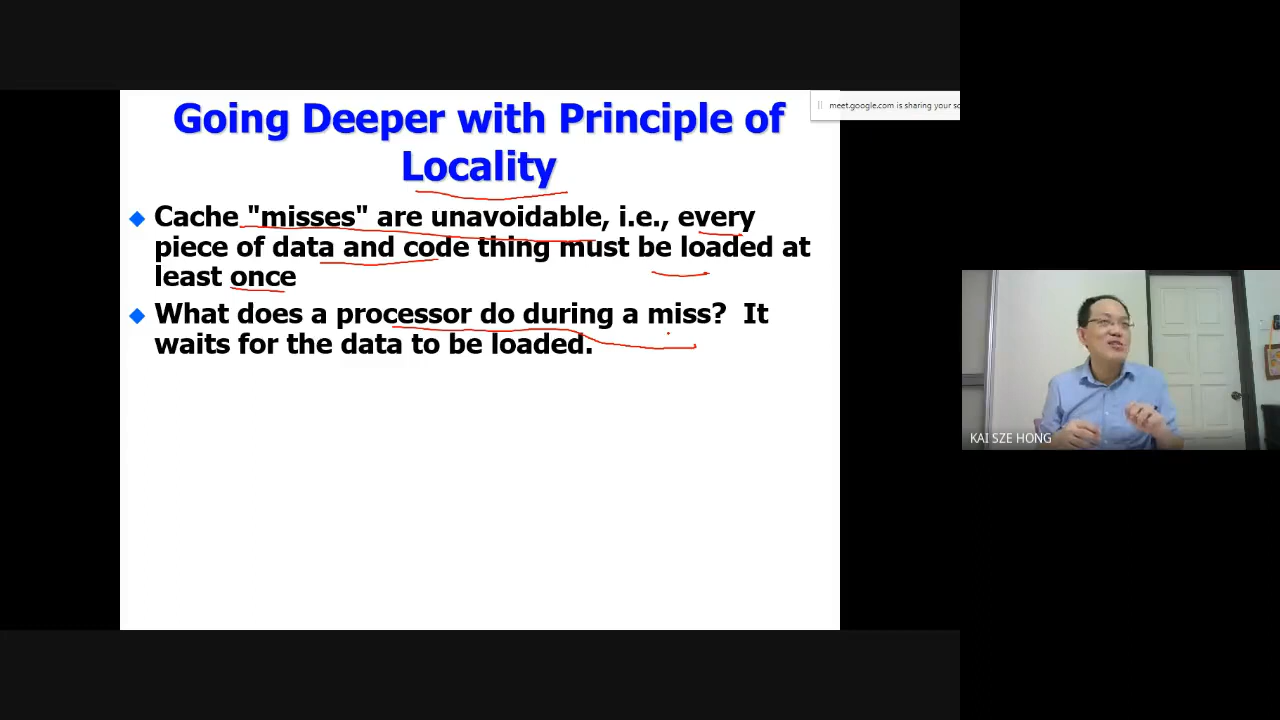 Going Deeper with Principle of
Locality
meet.google.com is sharing your sc
Cache "misses" are unavoidable, i.e., every
piece of data and code thing must be loaded at
least once
What does a processor do during a miss? It
waits for the data to be loaded.
KAI SZE HONG